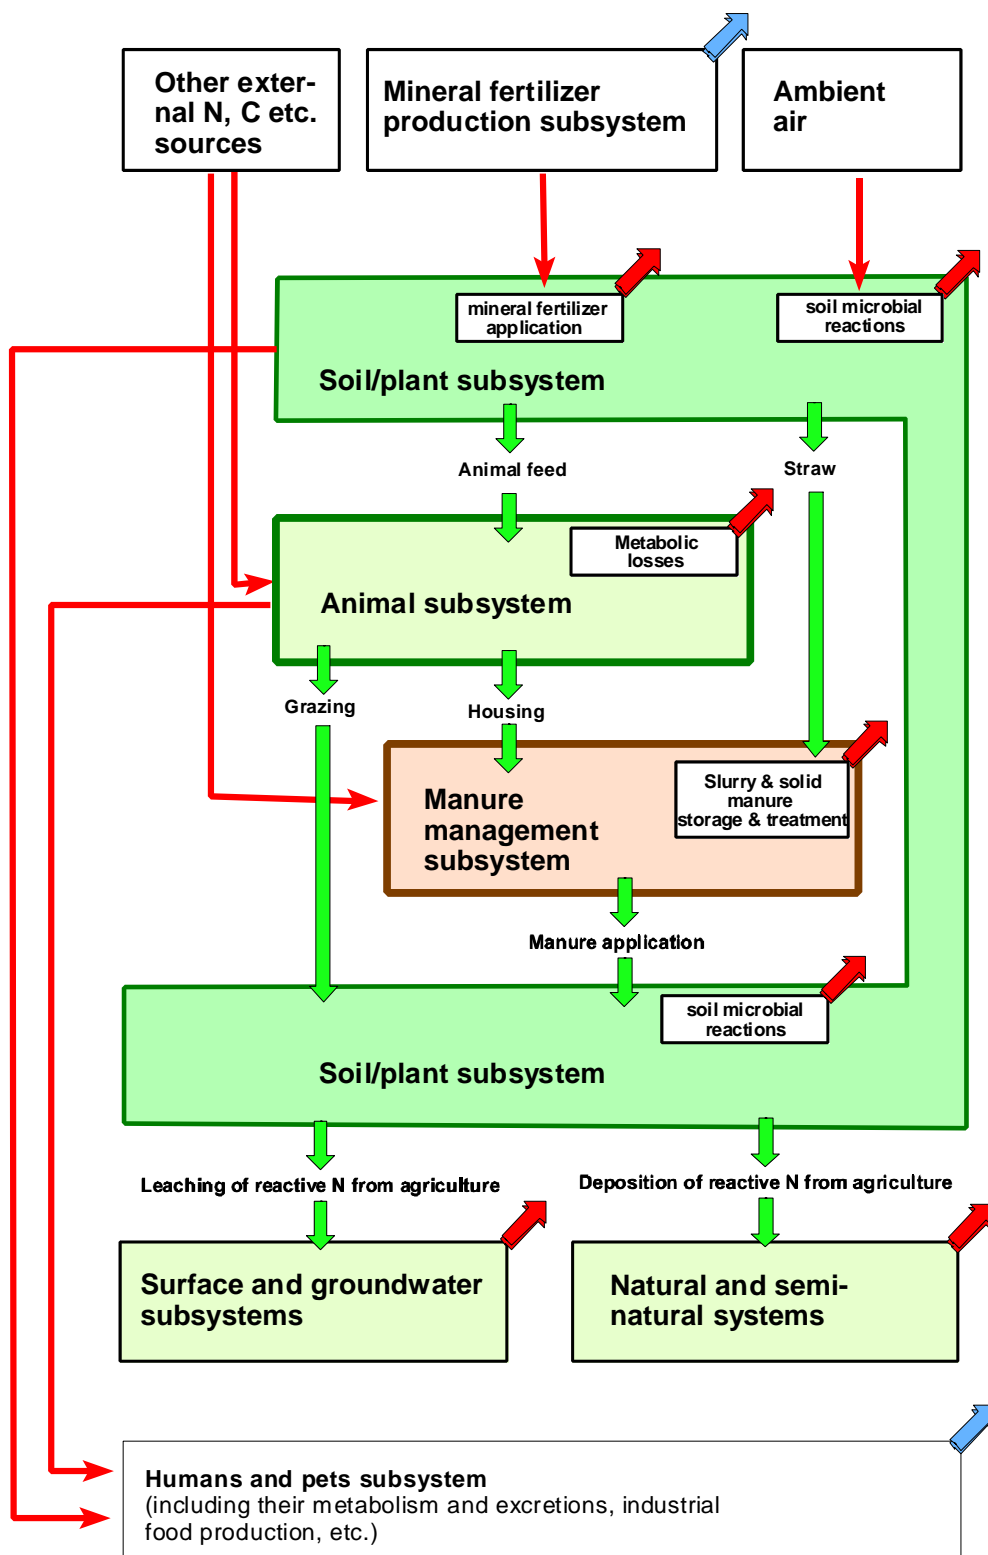 Other exter-
nal N, C etc.
sources
Mineral fertilizer
production subsystem
Ambient
air
mineral fertilizer
application
soil microbial
reactions
Soil/plant subsystem
Animal feed
Straw
Metabolic
losses
Animal subsystem
Grazing
Housing
Manure
management
subsystem
Slurry & solid
manure
storage & treatment
Manure application
soil microbial
reactions
Soil/plant subsystem
Leaching of reactive N from agriculture
Deposition of reactive N from agriculture
Surface and groundwater
subsystems
Natural and semi-
natural systems
Humans and pets subsystem
(including their metabolism and excretions, industrial
food production, etc.)